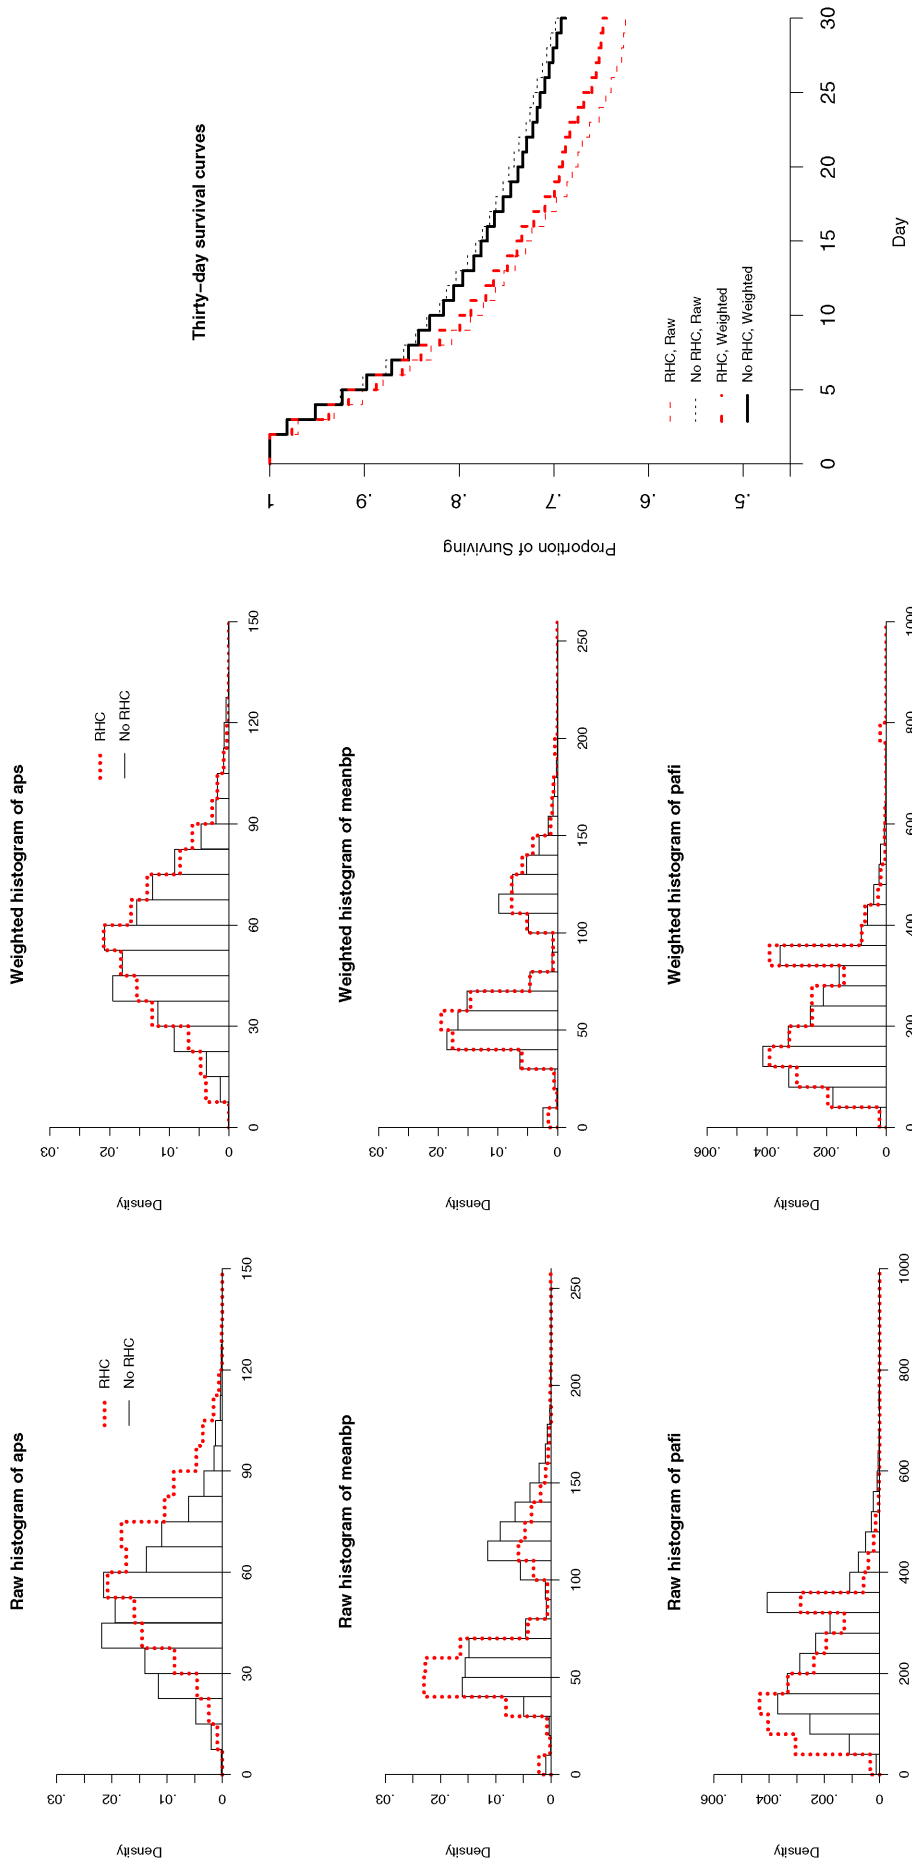 Thirty−day survival curves
Proportion of Surviving
1 .9 .8 .7 .6 .5
0 5 10 15 20 25 30
Day
RHC, Raw
No RHC, Raw
RHC, Weighted
No RHC, Weighted
Weighted histogram of aps
Density
0 .01 .02 .03
0 30 60 90 120 150
RHC
No RHC
Weighted histogram of meanbp
Density
0 .01 .02 .03
0 50 100 150 200 250
Weighted histogram of pafi
Density
0 .002 .004 .006
0 200 400 600 800 1000
Raw histogram of aps
Density
0 .01 .02 .03
0 30 60 90 120 150
RHC
No RHC
Raw histogram of meanbp
Density
0 .01 .02 .03
0 50 100 150 200 250
Raw histogram of pafi
Density
0 .002 .004 .006
0 200 400 600 800 1000